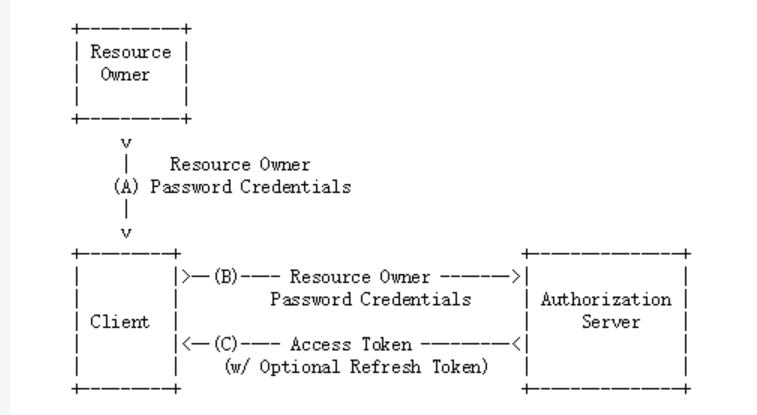 Resource
Owner
v
Resource Owner
(A) Password Credentials
v
>—(B)—— Resource Owner ——————>
Password Credentials
Authorization
Client
Server
<—(C)—— Access Token ————————<
(w/ Optional Refresh Token)